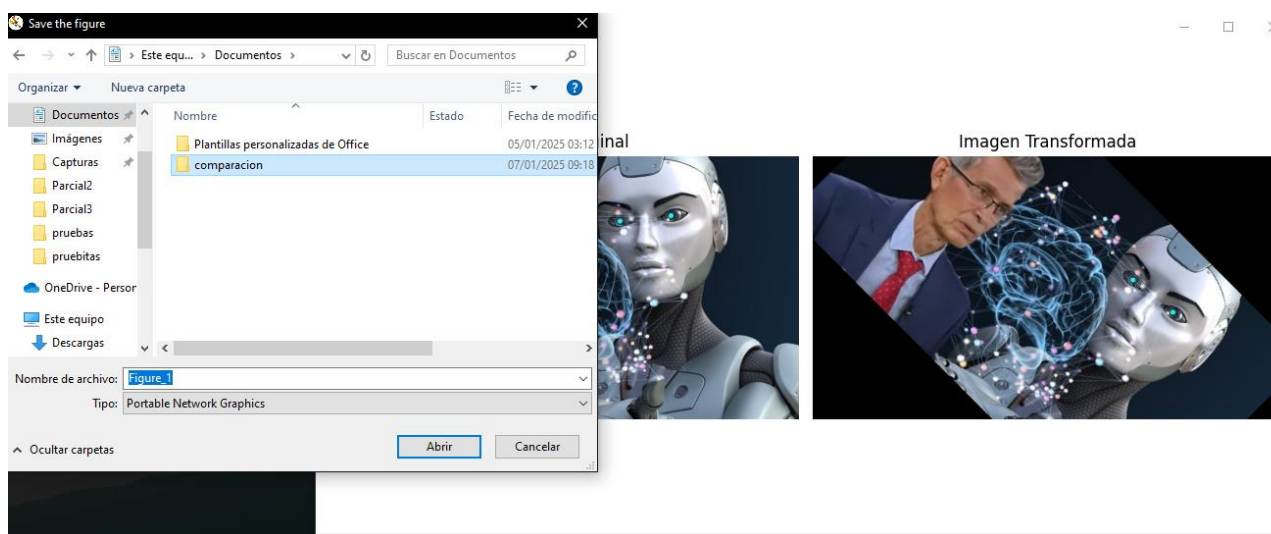 Save the figure
Este equ... > Documentos >
Buscar en Documentos
Organizar
Nueva carpeta
Documentos
Imágenes
Capturas
Parcial2
Parcial3
pruebas
pruebitas
OneDrive - Person
Este equipo
Descargas
Nombre
Estado
Fecha de modific
Plantillas personalizadas de Office
05/01/2025 03:12
comparacion
07/01/2025 09:18
Nombre de archivo: Figure_1
Tipo: Portable Network Graphics
Ocultar carpetas
Abrir
Cancelar
inal
Imagen Transformada